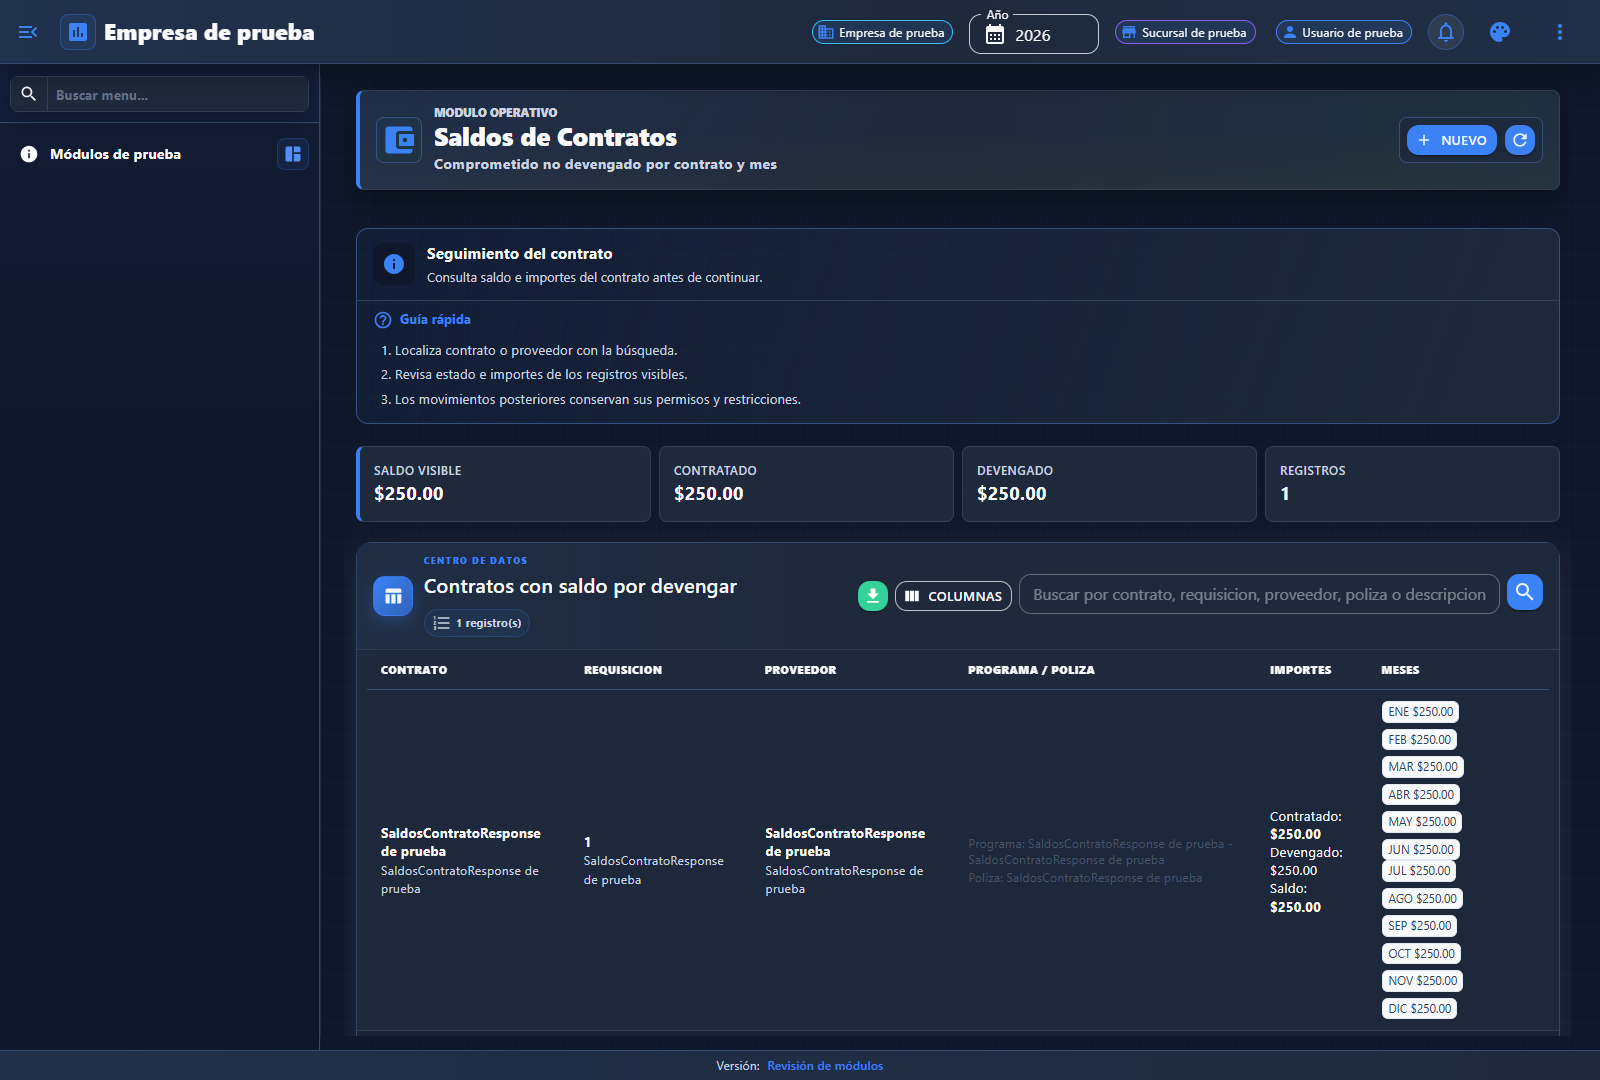 Empresa de prueba
Empresa de prueba
Año
2026
Sucursal de prueba
Usuario de prueba
Buscar menu...
Módulos de prueba
MODULO OPERATIVO
Saldos de Contratos
Comprometido no devengado por contrato y mes
NUEVO
Seguimiento del contrato
Consulta saldo e importes del contrato antes de continuar.
Guía rápida
1. Localiza contrato o proveedor con la búsqueda.
2. Revisa estado e importes de los registros visibles.
3. Los movimientos posteriores conservan sus permisos y restricciones.
SALDO VISIBLE
$250.00
CONTRATADO
$250.00
DEVENGADO
$250.00
REGISTROS
1
CENTRO DE DATOS
Contratos con saldo por devengar
1 registro(s)
COLUMNAS
Buscar por contrato, requisicion, proveedor, poliza o descripcion
CONTRATO
REQUISICION
PROVEEDOR
PROGRAMA / POLIZA
IMPORTES
MESES
SaldosContratoResponse
de prueba
SaldosContratoResponse de
prueba
1
SaldosContratoResponse
de prueba
SaldosContratoResponse
de prueba
SaldosContratoResponse de
prueba
Programa: SaldosContratoResponse de prueba -
SaldosContratoResponse de prueba
Poliza: SaldosContratoResponse de prueba
Contratado:
$250.00
Devengado:
$250.00
Saldo:
$250.00
ENE $250.00
FEB $250.00
MAR $250.00
ABR $250.00
MAY $250.00
JUN $250.00
JUL $250.00
AGO $250.00
SEP $250.00
OCT $250.00
NOV $250.00
DIC $250.00
Versión: Revisión de módulos